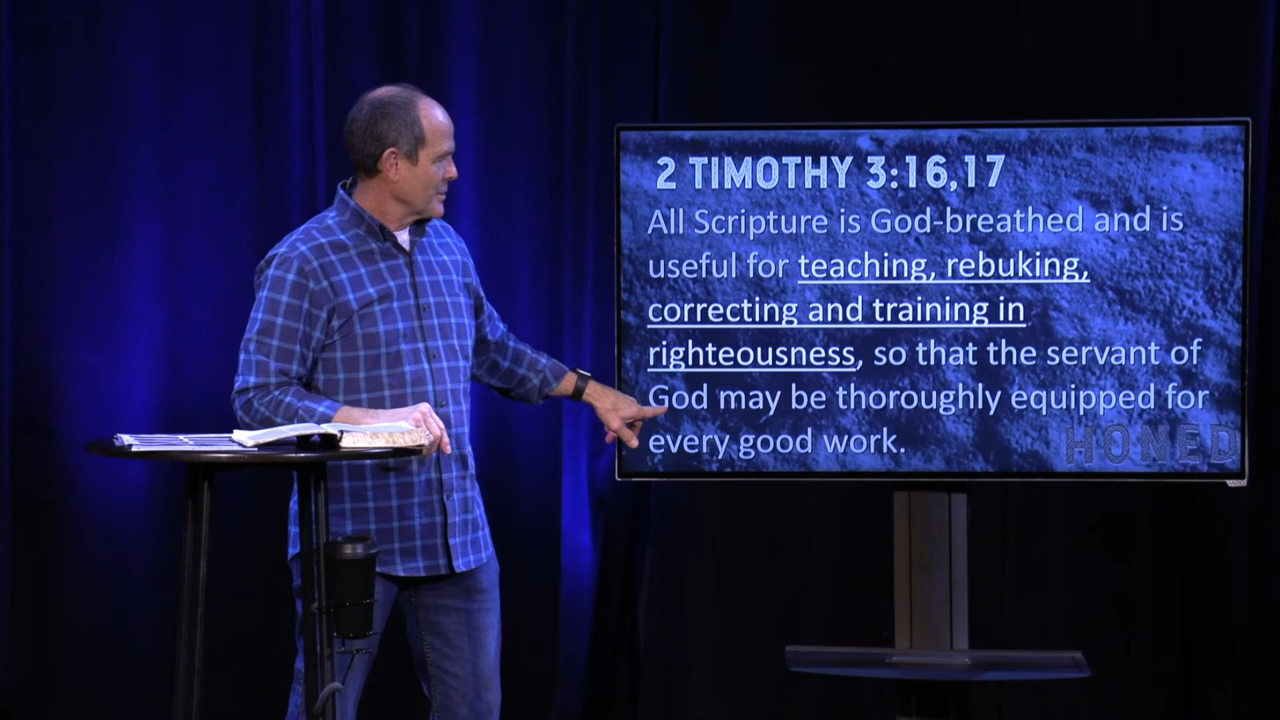 2 TIMOTHY 3:16,17
All Scripture is God-breathed and is
useful for teaching, rebuking,
correcting and training in
righteousness, so that the servant of
God may be thoroughly equipped for
every good work.
HONED